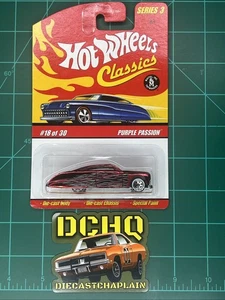 SERIES 3
Hot Wheels
Classics
#18 of 30
PURPLE PASSION
Die-cast Body
Die-cast Chassis
Special Paint
DCHQ
DIECASTCHAPLAIN